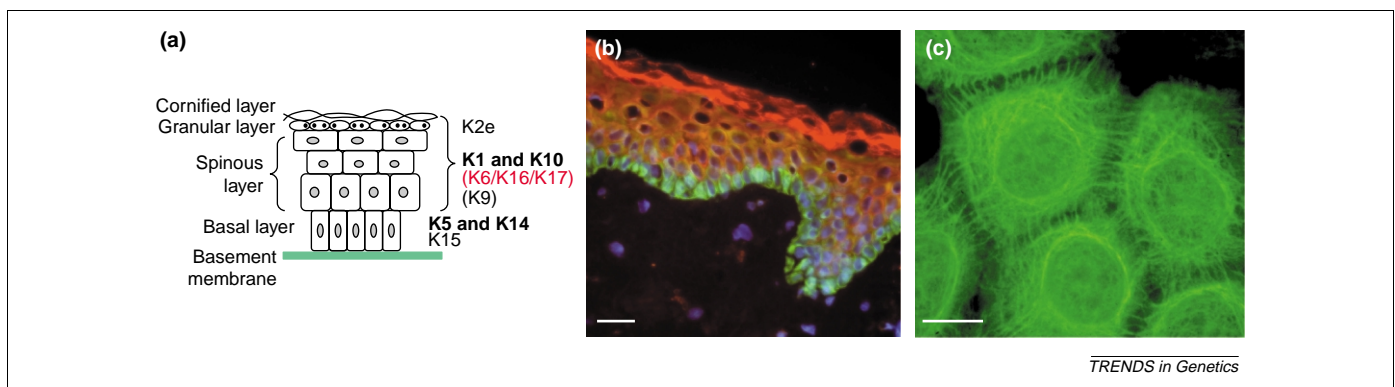 (a)
Cornified layer
Granular layer
Spinous
layer
Basal layer
Basement
membrane
K2e
K1 and K10
(K6/K16/K17)
(K9)
K5 and K14
K15
(b)
(c)
TRENDS in Genetics